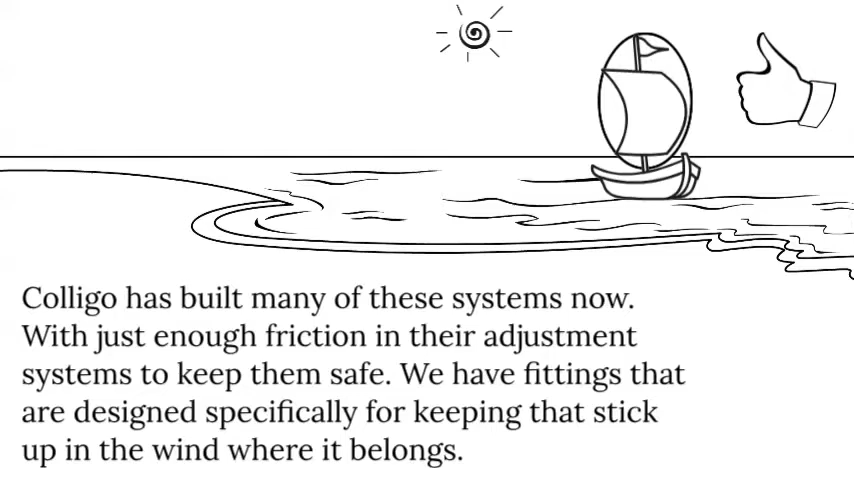 Colligo has built many of these systems now.
With just enough friction in their adjustment
systems to keep them safe. We have fittings that
are designed specifically for keeping that stick
up in the wind where it belongs.